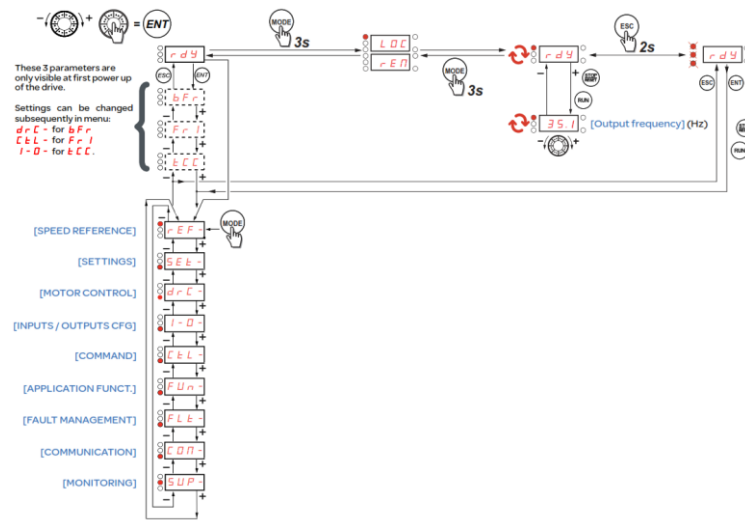 - + = ENT
These 3 parameters are
only visible at first power up
of the drive.
Settings can be changed
subsequently in menu:
drC - for bFr
CtL - for Fr1
I-O - for tCC.
rdY
ESC ENT
bFr
- +
Fr1
- +
tCC
- +
MODE
3s
LOC
rEM
MODE
3s
rdY
- +
STOP
RESET
RUN
35.1 [Output frequency] (Hz)
- +
ESC
2s
rdY
ESC ENT
RUN
MODE
[SPEED REFERENCE] rEF-
- +
[SETTINGS] SEt-
- +
[MOTOR CONTROL] drC-
- +
[INPUTS / OUTPUTS CFG] I-O-
- +
[COMMAND] CtL-
- +
[APPLICATION FUNCT.] FUn-
- +
[FAULT MANAGEMENT] FLt-
- +
[COMMUNICATION] COM-
- +
[MONITORING] SUP-
- +